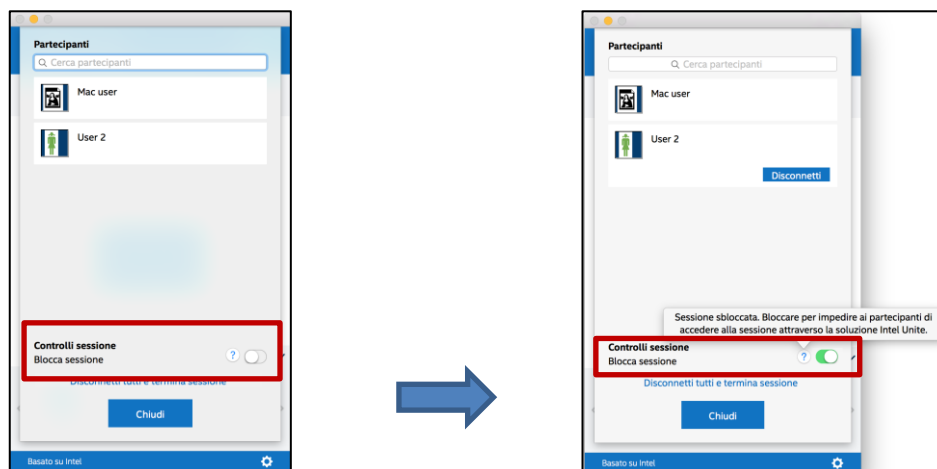 Partecipanti
Cerca partecipanti
Mac user
User 2
Controlli sessione
Blocca sessione
?
Disconnetti tutti e termina sessione
Chiudi
Basato su Intel
Partecipanti
Cerca partecipanti
Mac user
User 2
Disconnetti
Sessione sbloccata. Bloccare per impedire ai partecipanti di
accedere alla sessione attraverso la soluzione Intel Unite.
Controlli sessione
Blocca sessione
?
Disconnetti tutti e termina sessione
Chiudi
Basato su Intel